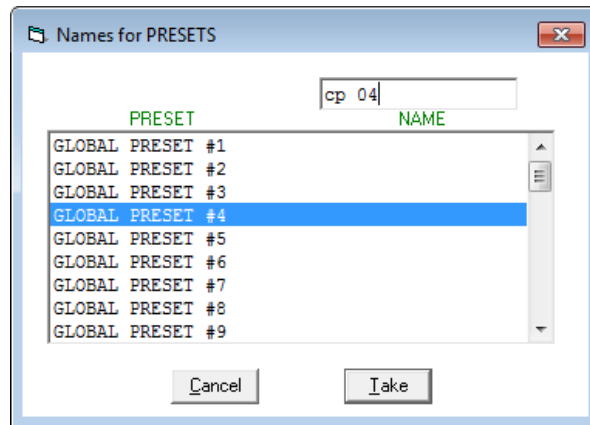 Names for PRESETS
cp 04
PRESET NAME
GLOBAL PRESET #1
GLOBAL PRESET #2
GLOBAL PRESET #3
GLOBAL PRESET #4
GLOBAL PRESET #5
GLOBAL PRESET #6
GLOBAL PRESET #7
GLOBAL PRESET #8
GLOBAL PRESET #9
Cancel Take